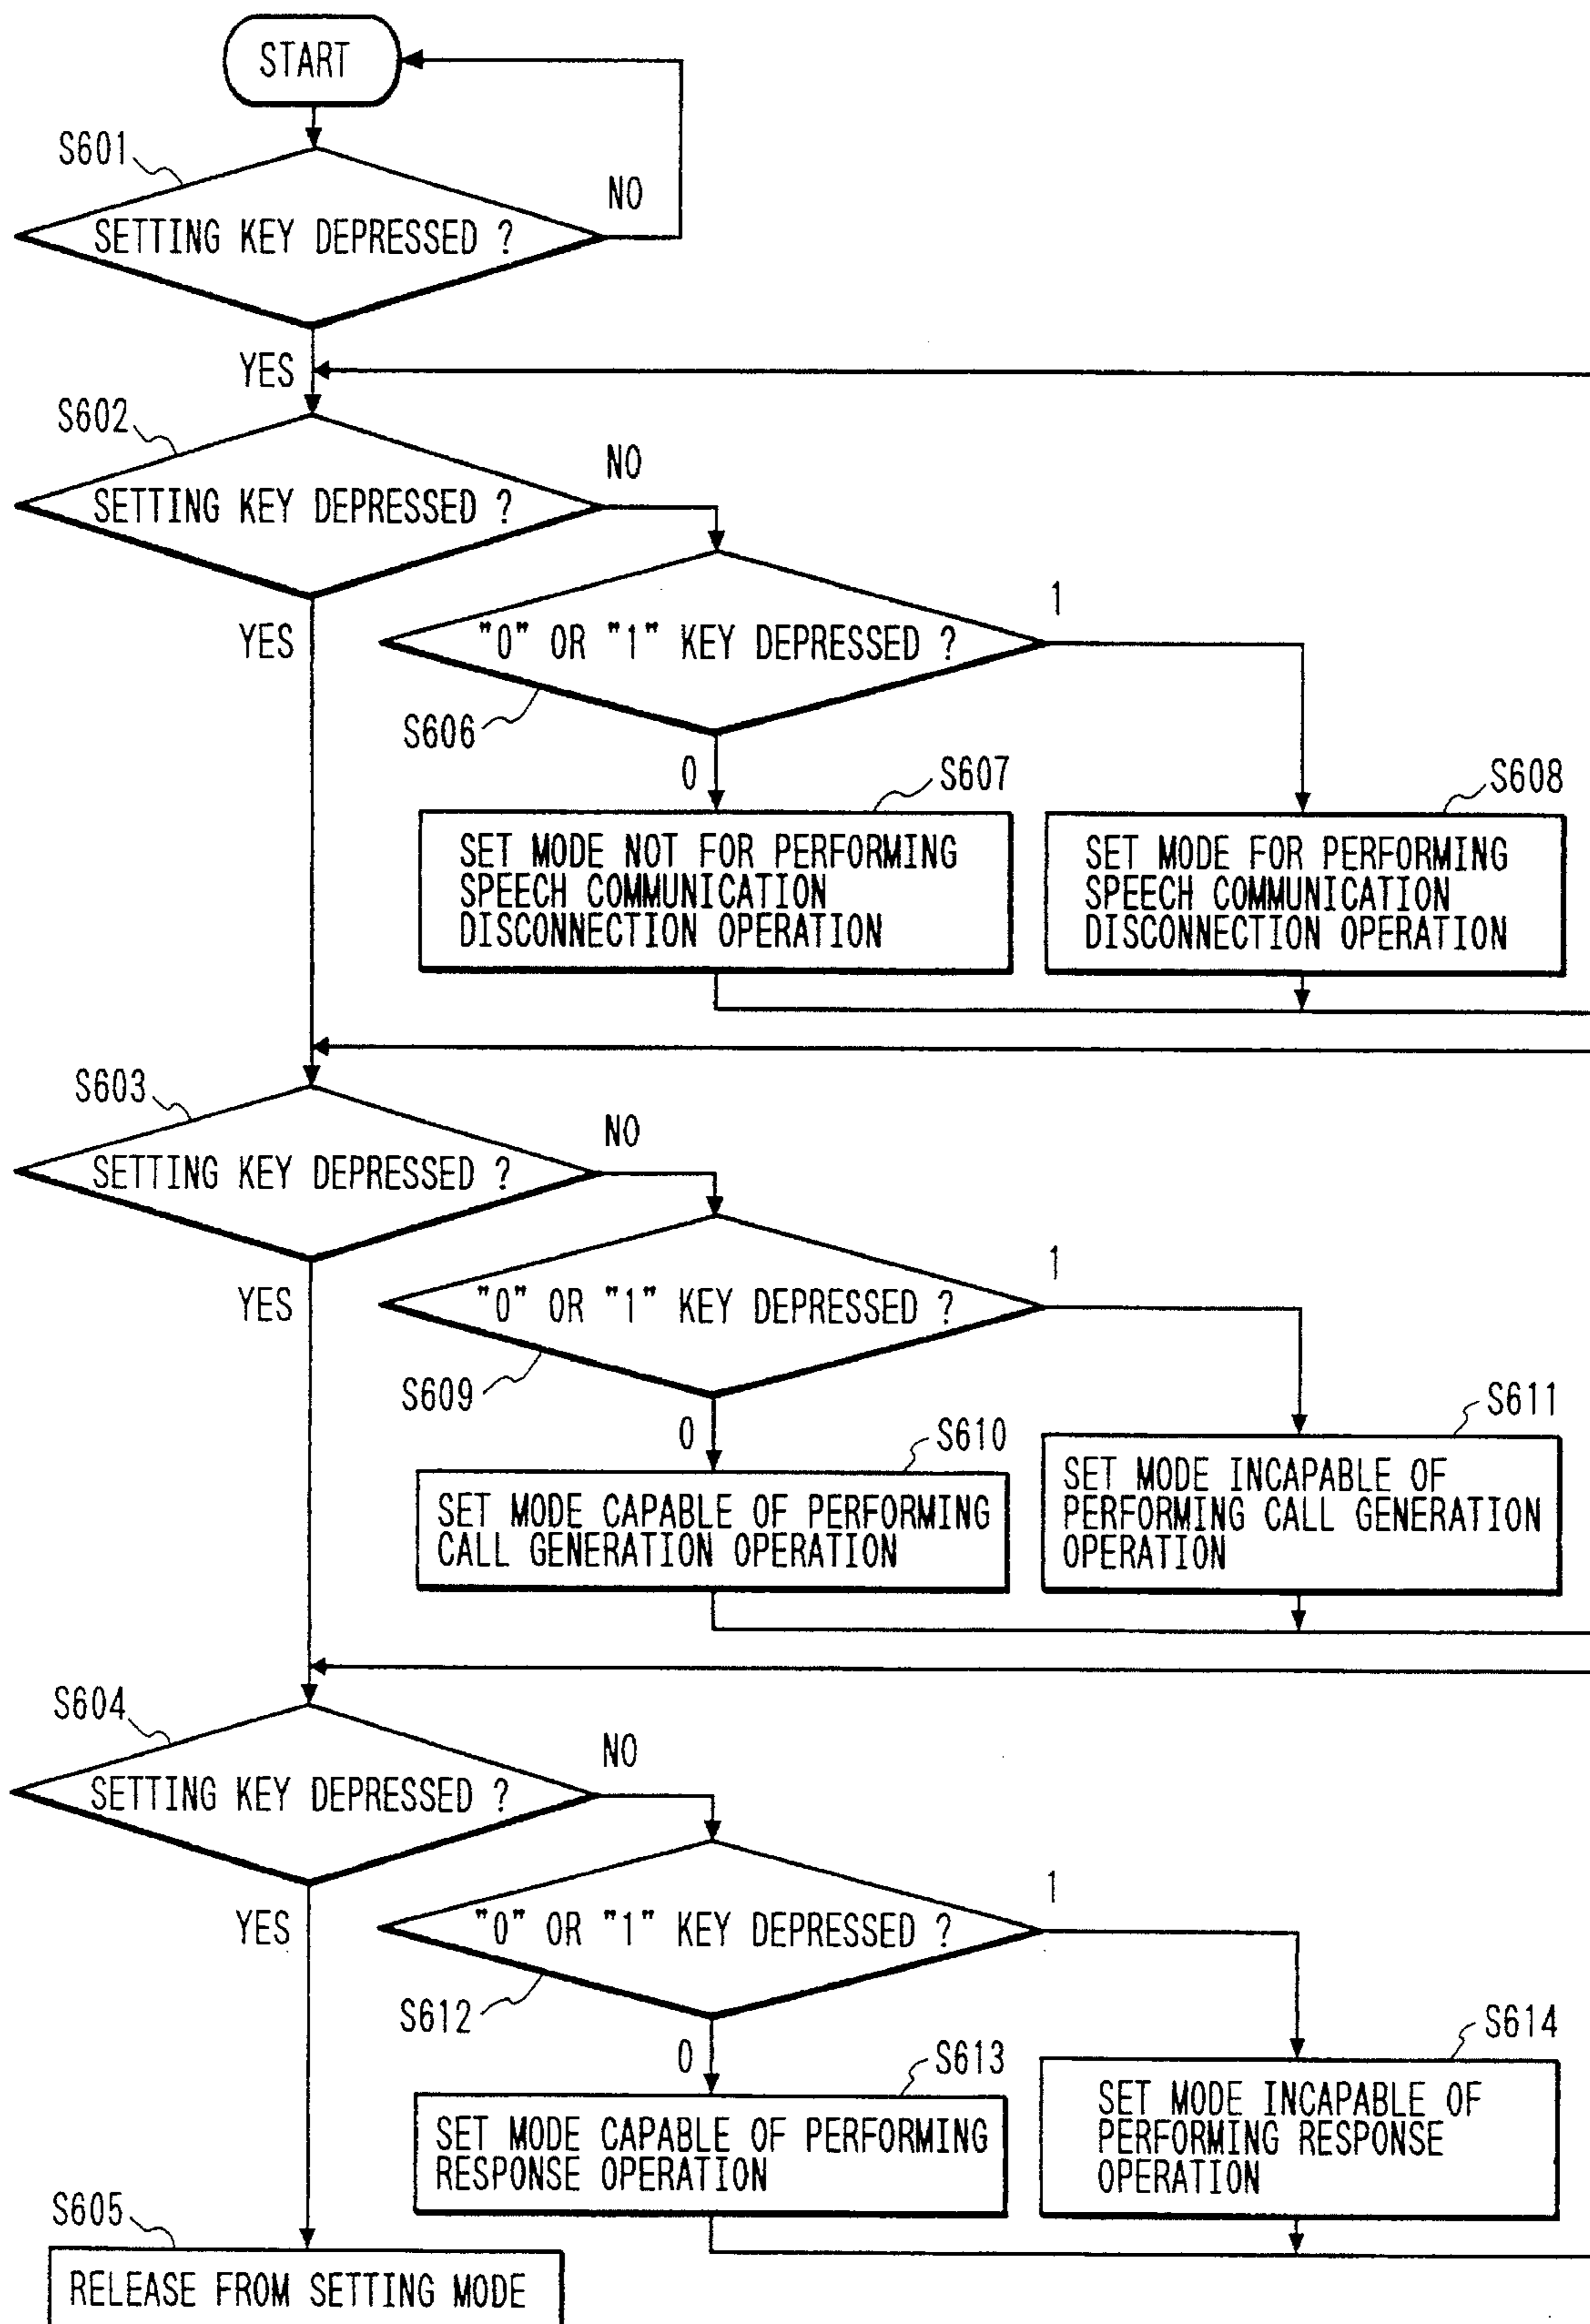 START
S601
NO
SETTING KEY DEPRESSED ?
YES
S602
NO
SETTING KEY DEPRESSED ?
YES
"0" OR "1" KEY DEPRESSED ?
1
S606
0
S607
S608
SET MODE NOT FOR PERFORMING
SPEECH COMMUNICATION
DISCONNECTION OPERATION
SET MODE FOR PERFORMING
SPEECH COMMUNICATION
DISCONNECTION OPERATION
S603
NO
SETTING KEY DEPRESSED ?
YES
"0" OR "1" KEY DEPRESSED ?
1
S609
0
S610
S611
SET MODE CAPABLE OF PERFORMING
CALL GENERATION OPERATION
SET MODE INCAPABLE OF
PERFORMING CALL GENERATION
OPERATION
S604
NO
SETTING KEY DEPRESSED ?
YES
"0" OR "1" KEY DEPRESSED ?
1
S612
0
S613
S614
SET MODE CAPABLE OF PERFORMING
RESPONSE OPERATION
SET MODE INCAPABLE OF
PERFORMING RESPONSE
OPERATION
S605
RELEASE FROM SETTING MODE